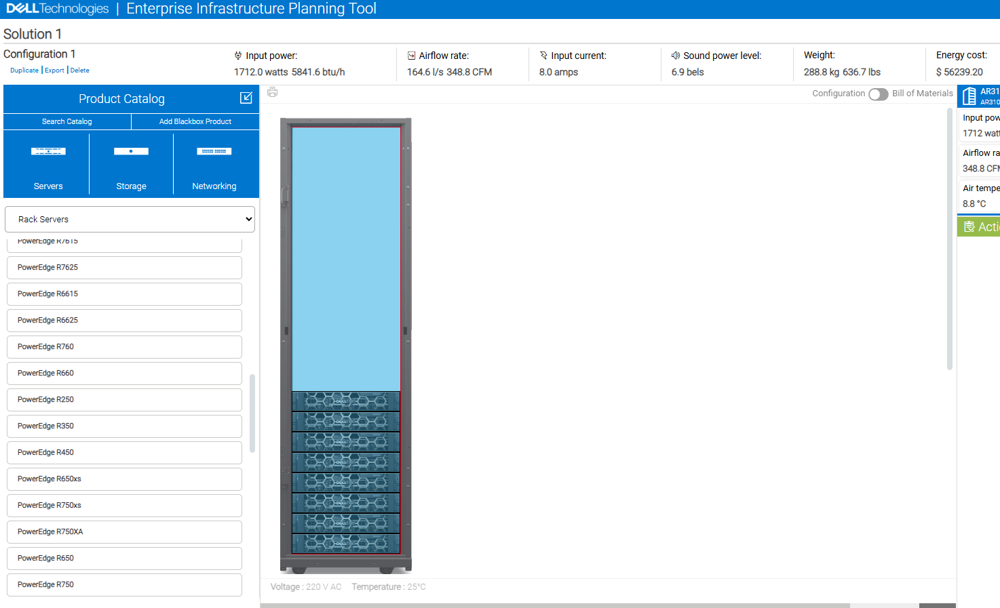 DELLTechnologies | Enterprise Infrastructure Planning Tool
Solution 1
Configuration 1
Duplicate | Export | Delete
Input power:
1712.0 watts 5841.6 btu/h
Airflow rate:
164.6 l/s 348.8 CFM
Input current:
8.0 amps
Sound power level:
6.9 bels
Weight:
288.8 kg 636.7 lbs
Energy cost:
$ 56239.20
Product Catalog
Search Catalog
Add Blackbox Product
Servers
Storage
Networking
Rack Servers
PowerEdge R7615
PowerEdge R7625
PowerEdge R6615
PowerEdge R6625
PowerEdge R760
PowerEdge R660
PowerEdge R250
PowerEdge R350
PowerEdge R450
PowerEdge R650xs
PowerEdge R750xs
PowerEdge R750XA
PowerEdge R650
PowerEdge R750
Configuration
Bill of Materials
DELL
DELL
DELL
DELL
DELL
DELL
DELL
DELL
Voltage : 220 V AC Temperature : 25°C
AR31
AR310
Input pow
1712 watt
Airflow ra
348.8 CFM
Air tempe
8.8 °C
Acti